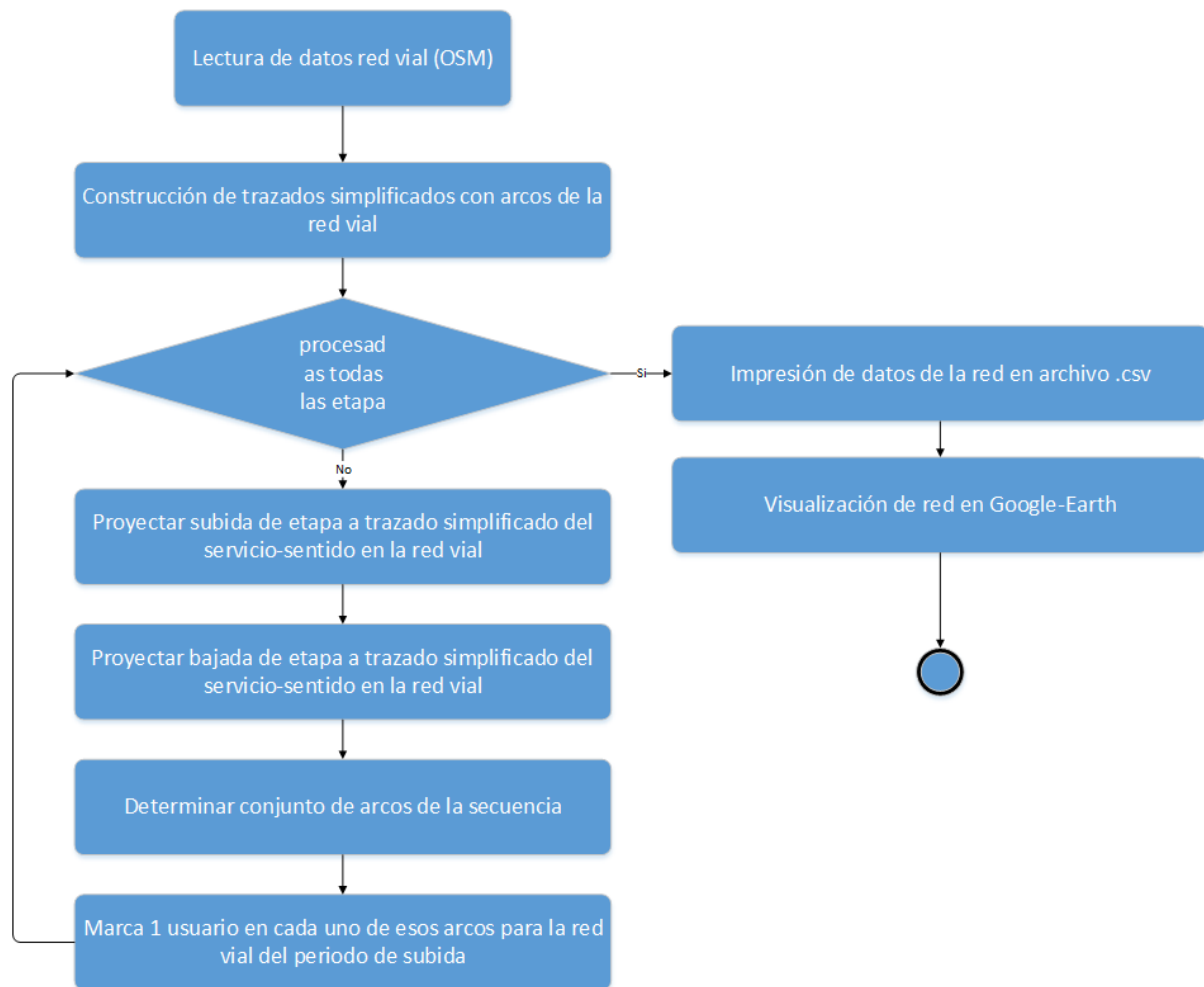 Lectura de datos red vial (OSM)
Construcción de trazados simplificados con arcos de la
red vial
procesad
as todas
las etapa
Si
Impresión de datos de la red en archivo .csv
Visualización de red en Google-Earth
No
Proyectar subida de etapa a trazado simplificado del
servicio-sentido en la red vial
Proyectar bajada de etapa a trazado simplificado del
servicio-sentido en la red vial
Determinar conjunto de arcos de la secuencia
Marca 1 usuario en cada uno de esos arcos para la red
vial del periodo de subida